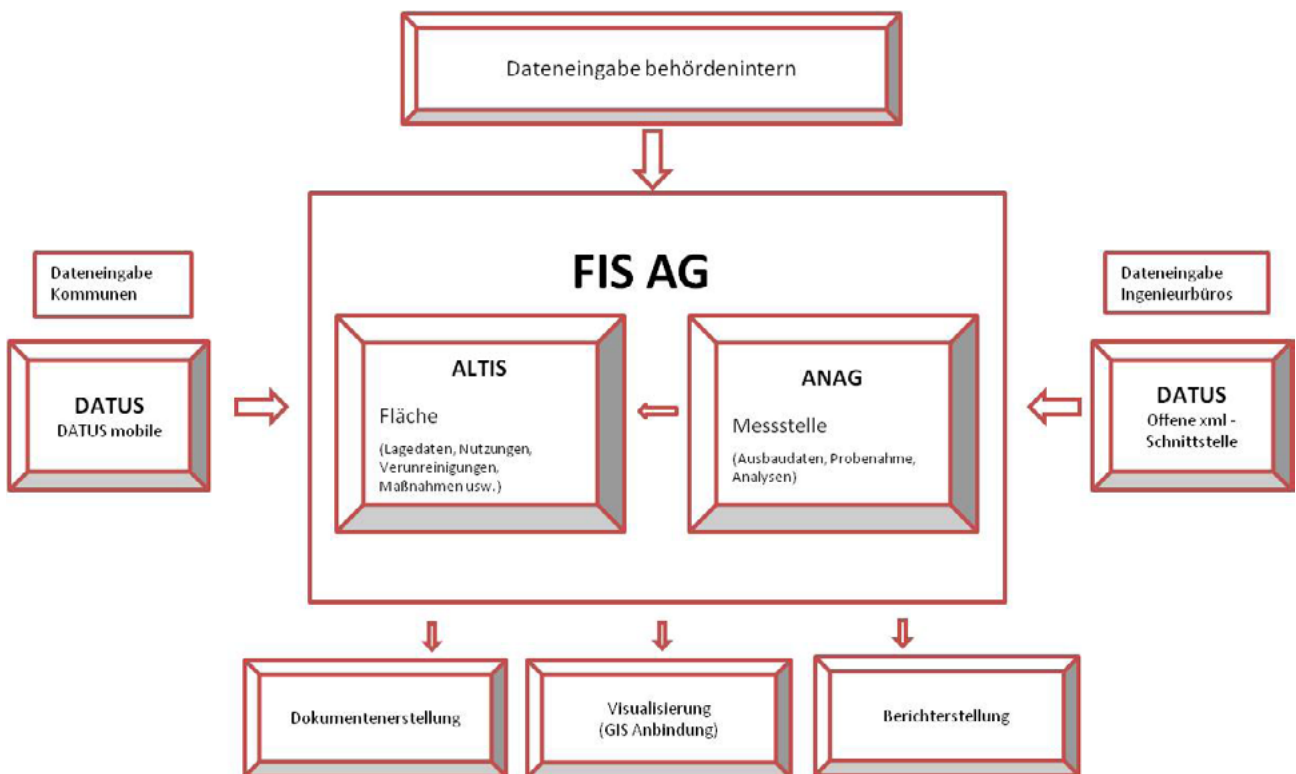 Dateneingabe behördenintern
FIS AG
Dateneingabe
Kommunen
DATUS
DATUS mobile
ALTIS
Fläche
(Lagedaten, Nutzungen,
Verunreinigungen,
Maßnahmen usw.)
ANAG
Messstelle
(Ausbaudaten, Probenahme,
Analysen)
Dateneingabe
Ingenieurbüros
DATUS
Offene xml -
Schnittstelle
Dokumentenerstellung
Visualisierung
(GIS Anbindung)
Berichterstellung